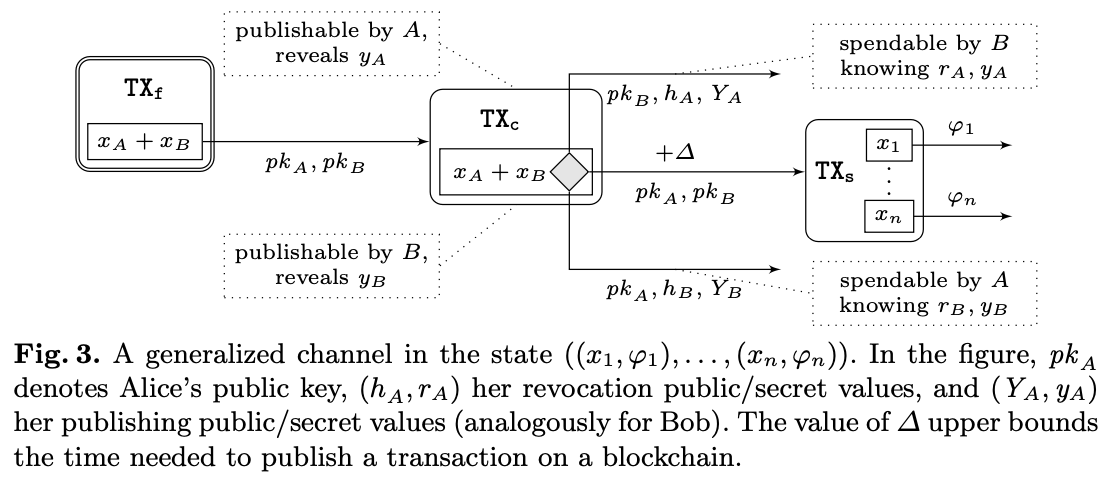 publishable by A,
reveals y_A
spendable by B
knowing r_A, y_A
TX_f
x_A + x_B
pk_A, pk_B
TX_c
x_A + x_B
pk_B, h_A, Y_A
+Δ
pk_A, pk_B
TX_s
x_1
⋮
x_n
φ_1
φ_n
publishable by B,
reveals y_B
pk_A, h_B, Y_B
spendable by A
knowing r_B, y_B
Fig. 3. A generalized channel in the state ((x_1, φ_1), . . . , (x_n, φ_n)). In the figure, pk_A
denotes Alice's public key, (h_A, r_A) her revocation public/secret values, and (Y_A, y_A)
her publishing public/secret values (analogously for Bob). The value of Δ upper bounds
the time needed to publish a transaction on a blockchain.